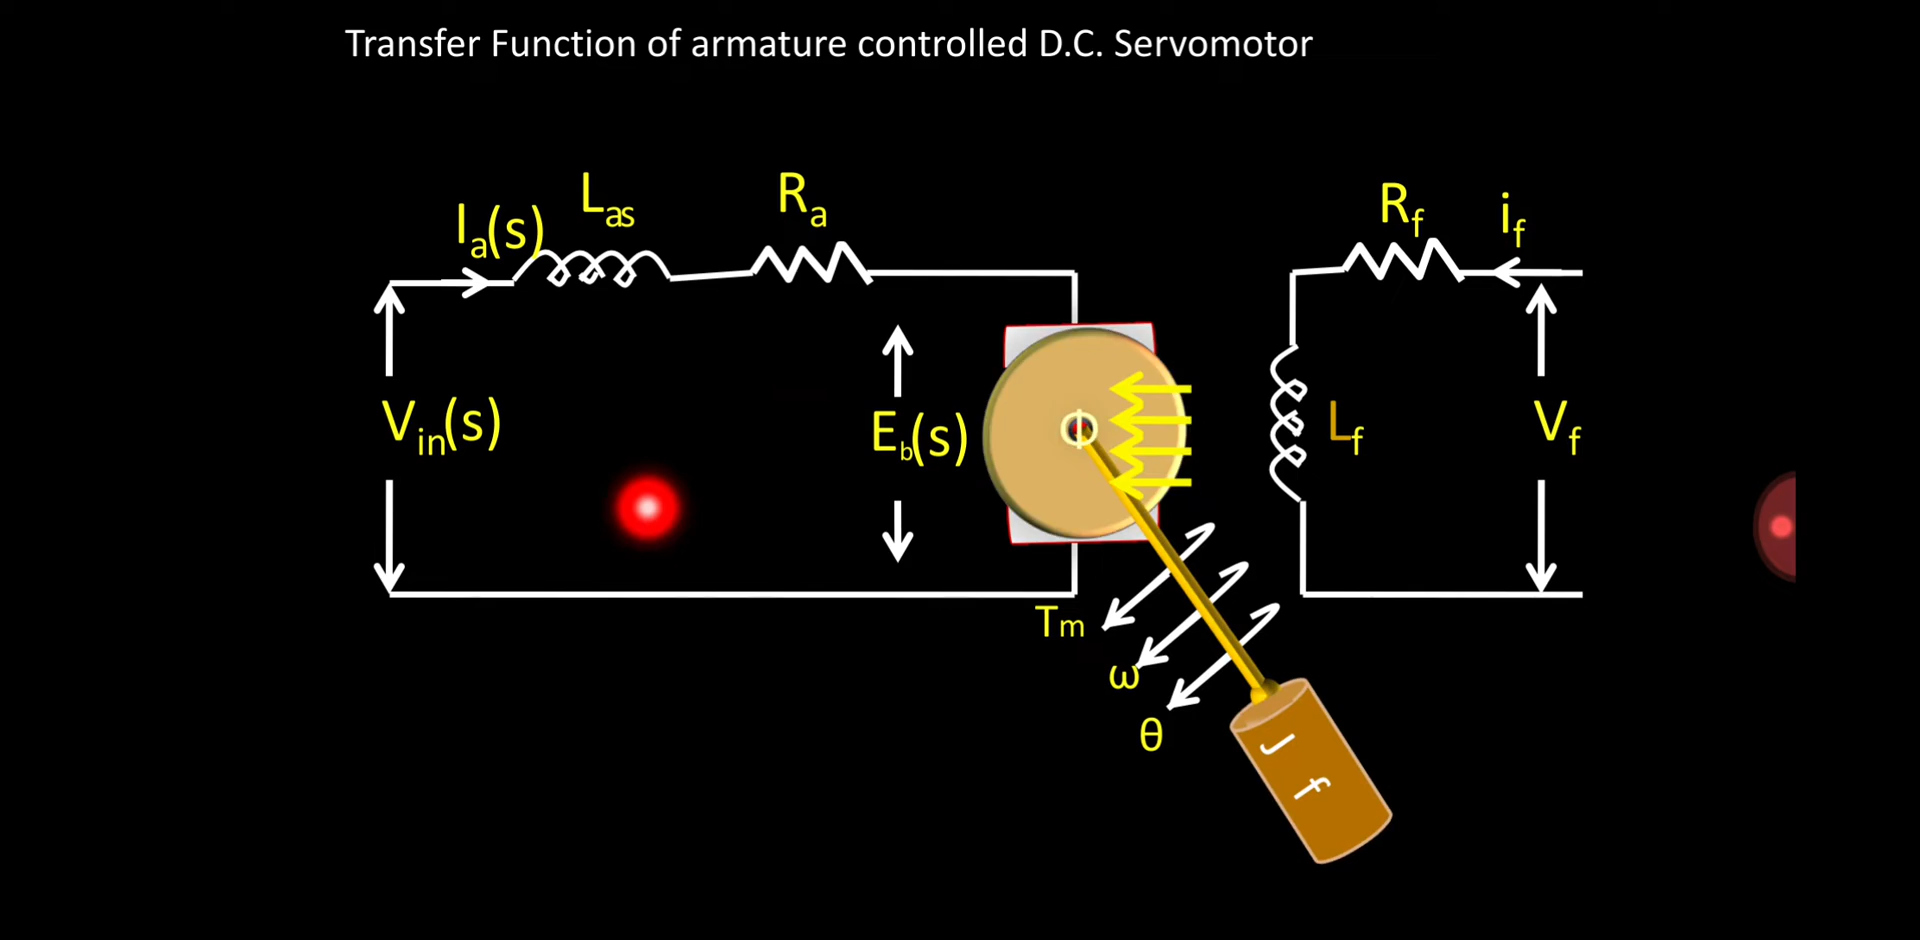 Transfer Function of armature controlled D.C. Servomotor
Iₐ(s)
Las
Ra
Rf
if
Vin(s)
Eb(s)
Φ
Lf
Vf
Tm
ω
θ
J
f